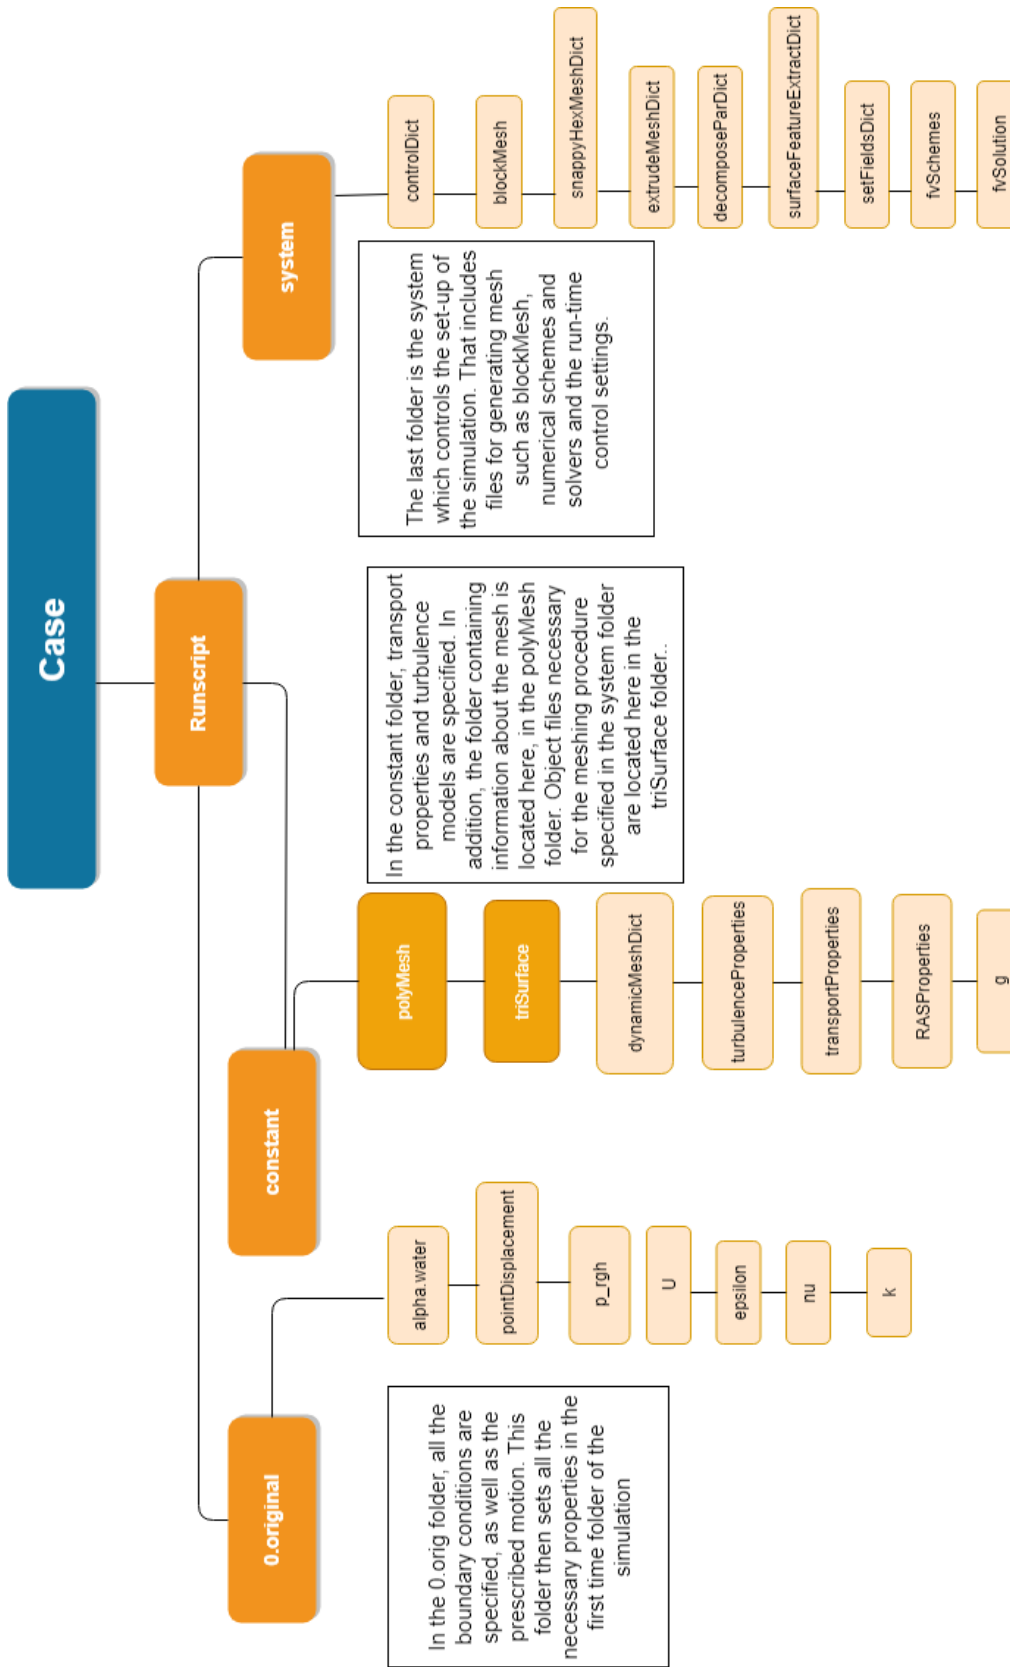 Case
Runscript
0.original
constant
system
In the 0.orig folder, all the
boundary conditions are
specified, as well as the
prescribed motion. This
folder then sets all the
necessary properties in the
first time folder of the
simulation
alpha.water
pointDisplacement
p_rgh
U
epsilon
nu
k
polyMesh
triSurface
dynamicMeshDict
turbulenceProperties
transportProperties
RASProperties
g
In the constant folder, transport
properties and turbulence
models are specified. In
addition, the folder containing
information about the mesh is
located here, in the polyMesh
folder. Object files necessary
for the meshing procedure
specified in the system folder
are located here in the
triSurface folder..
The last folder is the system
which controls the set-up of
the simulation. That includes
files for generating mesh
such as blockMesh,
numerical schemes and
solvers and the run-time
control settings.
controlDict
blockMesh
snappyHexMeshDict
extrudeMeshDict
decomposeParDict
surfaceFeatureExtractDict
setFieldsDict
fvSchemes
fvSolution